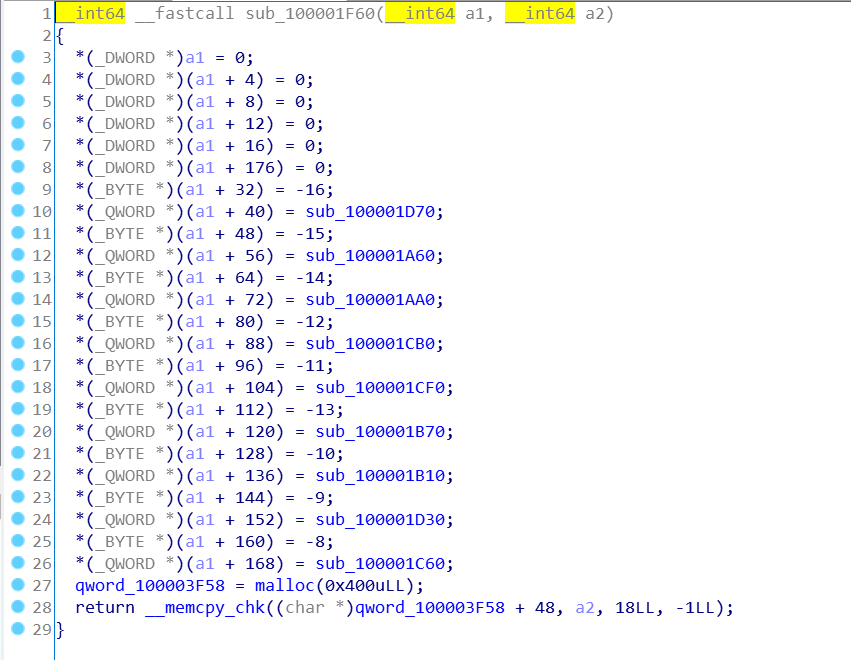 1 __int64 __fastcall sub_100001F60(__int64 a1, __int64 a2)
2 {
3 *(_DWORD *)a1 = 0;
4 *(_DWORD *)(a1 + 4) = 0;
5 *(_DWORD *)(a1 + 8) = 0;
6 *(_DWORD *)(a1 + 12) = 0;
7 *(_DWORD *)(a1 + 16) = 0;
8 *(_DWORD *)(a1 + 176) = 0;
9 *(_BYTE *)(a1 + 32) = -16;
10 *(_QWORD *)(a1 + 40) = sub_100001D70;
11 *(_BYTE *)(a1 + 48) = -15;
12 *(_QWORD *)(a1 + 56) = sub_100001A60;
13 *(_BYTE *)(a1 + 64) = -14;
14 *(_QWORD *)(a1 + 72) = sub_100001AA0;
15 *(_BYTE *)(a1 + 80) = -12;
16 *(_QWORD *)(a1 + 88) = sub_100001CB0;
17 *(_BYTE *)(a1 + 96) = -11;
18 *(_QWORD *)(a1 + 104) = sub_100001CF0;
19 *(_BYTE *)(a1 + 112) = -13;
20 *(_QWORD *)(a1 + 120) = sub_100001B70;
21 *(_BYTE *)(a1 + 128) = -10;
22 *(_QWORD *)(a1 + 136) = sub_100001B10;
23 *(_BYTE *)(a1 + 144) = -9;
24 *(_QWORD *)(a1 + 152) = sub_100001D30;
25 *(_BYTE *)(a1 + 160) = -8;
26 *(_QWORD *)(a1 + 168) = sub_100001C60;
27 qword_100003F58 = malloc(0x400uLL);
28 return __memcpy_chk((char *)qword_100003F58 + 48, a2, 18LL, -1LL);
29 }